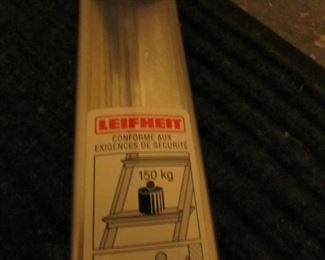 LEIFHEIT
CONFORME AUX
EXIGENCES DE SÉCURITÉ
150 kg